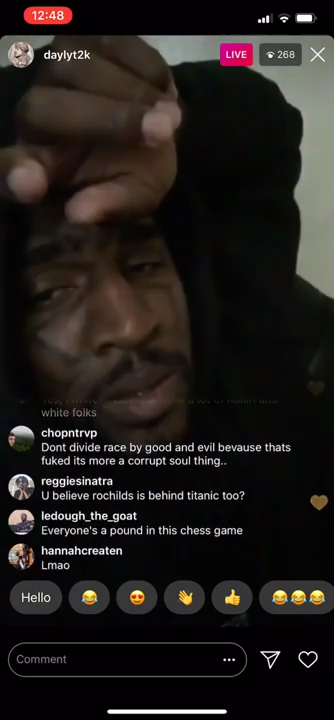 12:48
daylyt2k
LIVE
268
white folks
chopntrvp
Dont divide race by good and evil bevause thats
fuked its more a corrupt soul thing..
reggiesinatra
U believe rochilds is behind titanic too?
ledough_the_goat
Everyone's a pound in this chess game
hannahcreaten
Lmao
Hello
Comment